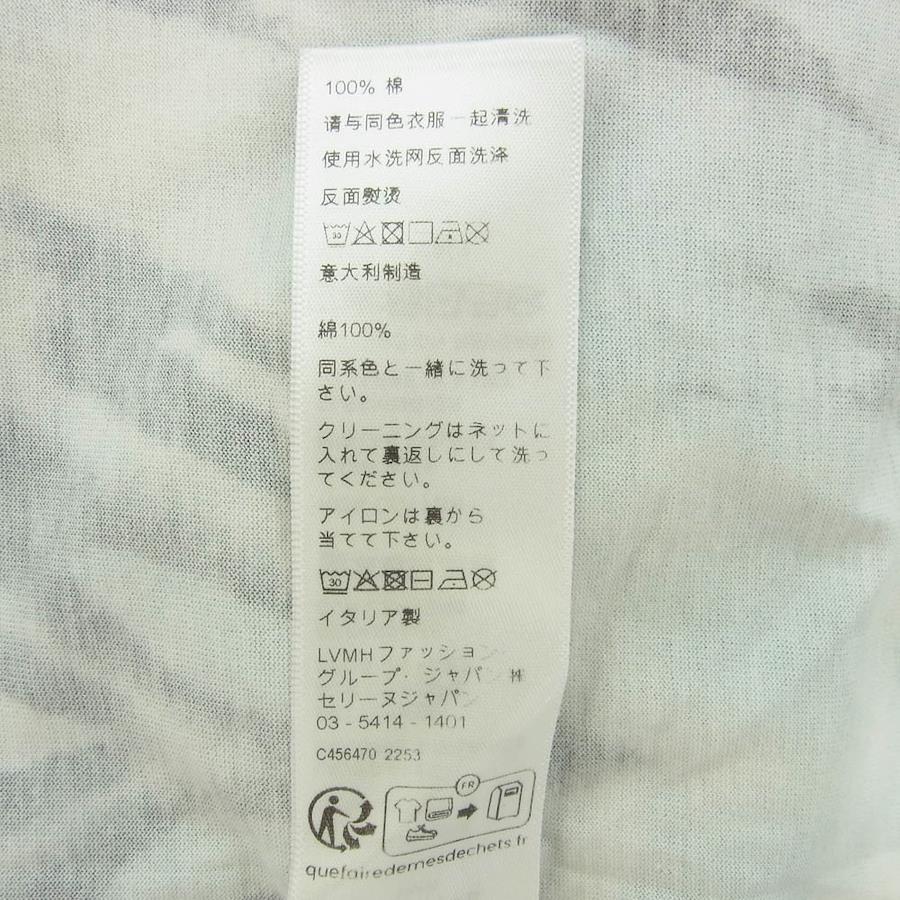 100% 棉
请与同色衣服一起清洗
使用水洗网反面洗涤
反面熨烫
30
意大利制造
綿100%
同系色と一緒に洗って下
さい。
クリーニングはネットに
入れて裏返しにして洗っ
てください。
アイロンは裏から
当てて下さい。
30
イタリア製
LVMHファッション・
グループ・ジャパン 株
セリーヌジャパン
03 - 5414 - 1401
C456470 2253
FR
quefairedemesdechets.fr